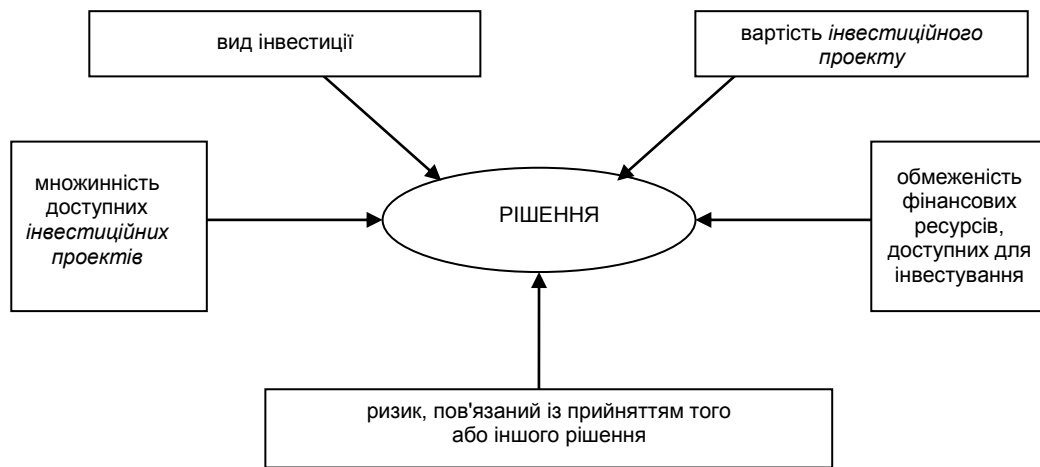 вид інвестиції
вартість інвестиційного
проекту
множинність
доступних
інвестиційних
проектів
РІШЕННЯ
обмеженість
фінансових
ресурсів,
доступних для
інвестування
ризик, пов'язаний із прийняттям того
або іншого рішення